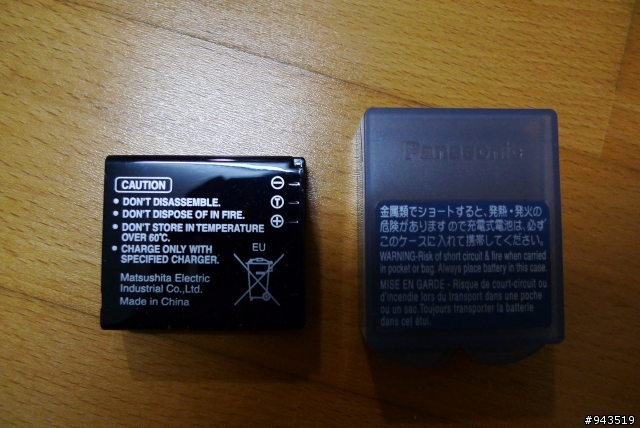 CAUTION
• DON'T DISASSEMBLE.
• DON'T DISPOSE OF IN FIRE.
• DON'T STORE IN TEMPERATURE
OVER 60℃.
• CHARGE ONLY WITH
SPECIFIED CHARGER.
Matsushita Electric
Industrial Co.,Ltd.
Made in China
T
EU
Panasonic
金属類でショートすると、発熱・発火の
危険がありますので充電式電池は、必ず
このケースに入れて携帯してください。
WARNING-Risk of short circuit & fire when carried
in pocket or bag. Always place battery in this case.
MISE EN GARDE - Risque de court-circuit ou
d'incendie lors du transport dans une poche
ou un sac.Toujours transporter la batterie
dans cet étui.
#943519